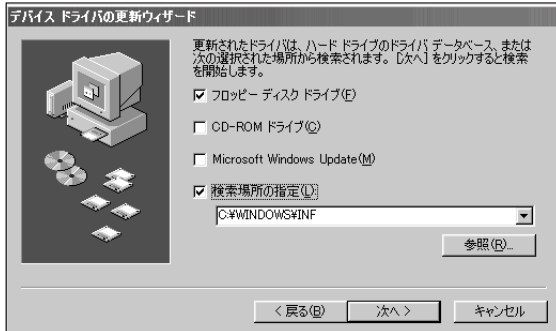 デバイス ドライバの更新ウィザード
更新されたドライバは、ハード ドライブのドライバ データベース、または
次の選択された場所から検索されます。[次へ] をクリックすると検索
を開始します。
フロッピー ディスク ドライブ(F)
CD-ROM ドライブ(C)
Microsoft Windows Update(M)
検索場所の指定(L):
C:¥WINDOWS¥INF
参照(R)...
< 戻る(B)
次へ >
キャンセル